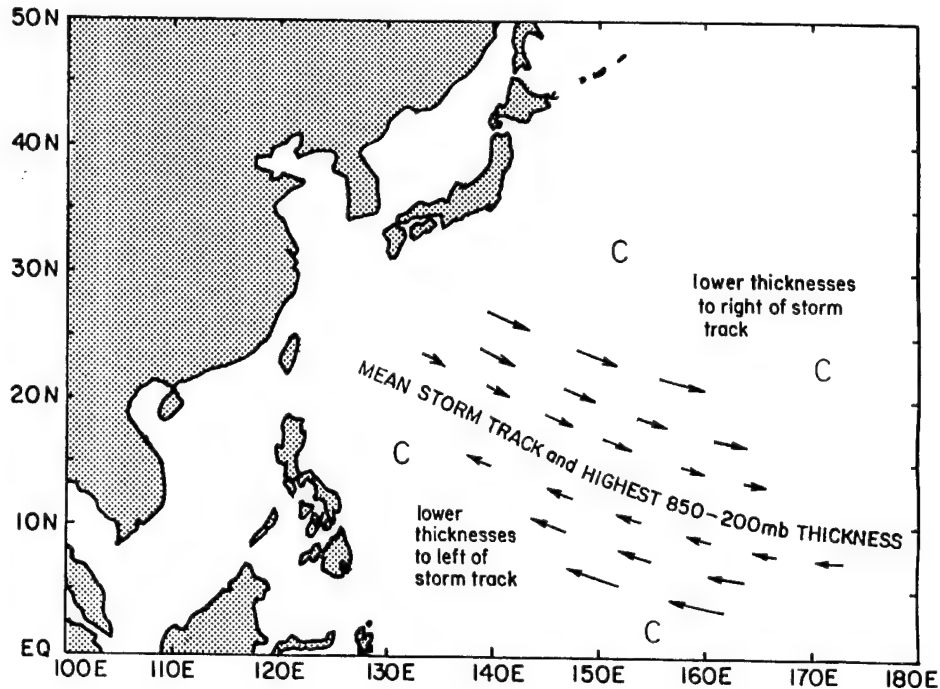 50N
40N
30N
20N
10N
EQ
C
lower thicknesses
to right of storm
track
C
MEAN STORM TRACK and HIGHEST 850-200mb THICKNESS
C
lower
thicknesses
to left of
storm track
C
100E 110E 120E 130E 140E 150E 160E 170E 180E